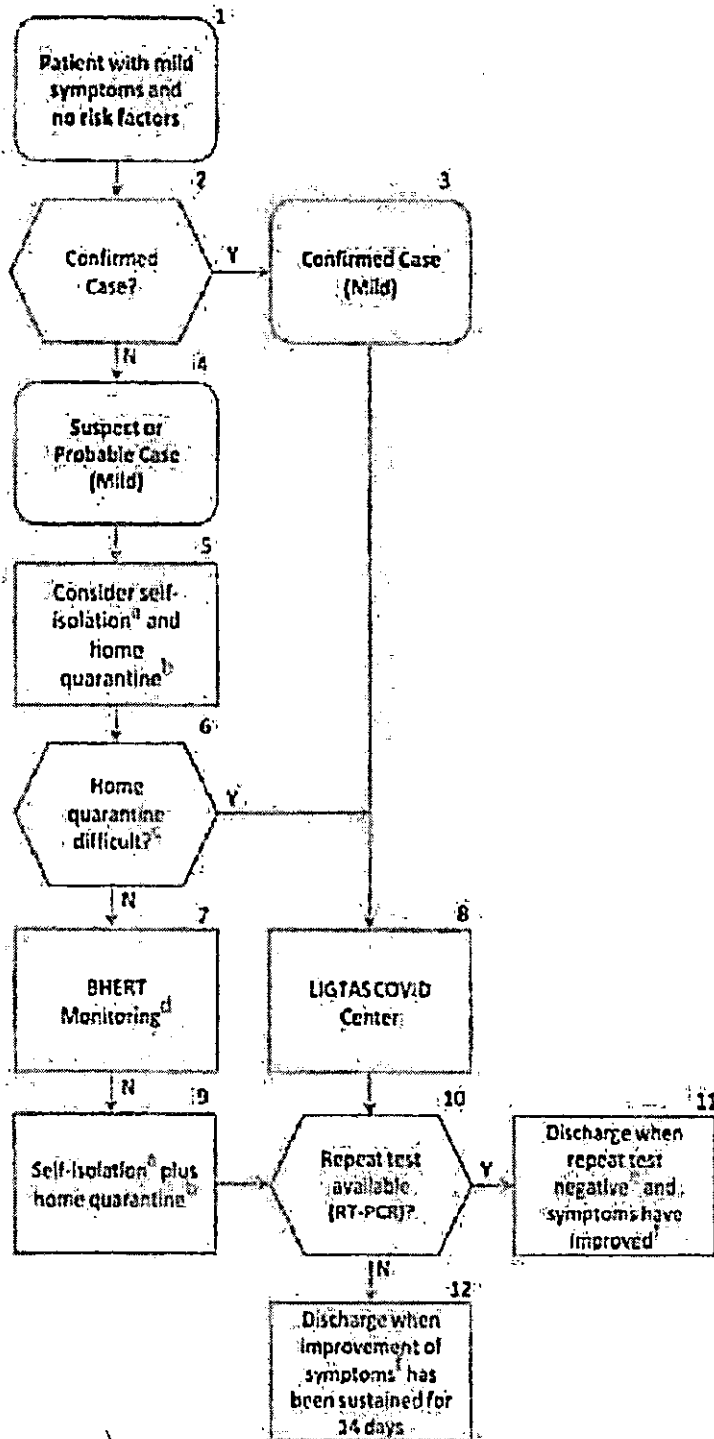 1
Patient with mild
symptoms and
no risk factors
2
Confirmed
Case?
Y
3
Confirmed Case
(Mild)
N
4
Suspect or
Probable Case
(Mild)
5
Consider self-
isolation a and
home
quarantine b
6
Home
quarantine
difficult? c
Y
N
7
BHERT
Monitoring d
8
LIGTAS COVID
Center
N
9
Self-isolation a plus
home quarantine b
10
Repeat test
available
(RT-PCR)?
Y
11
Discharge when
repeat test
negative and
symptoms have
improved f
N
12
Discharge when
improvement of
symptoms f has
been sustained for
14 days